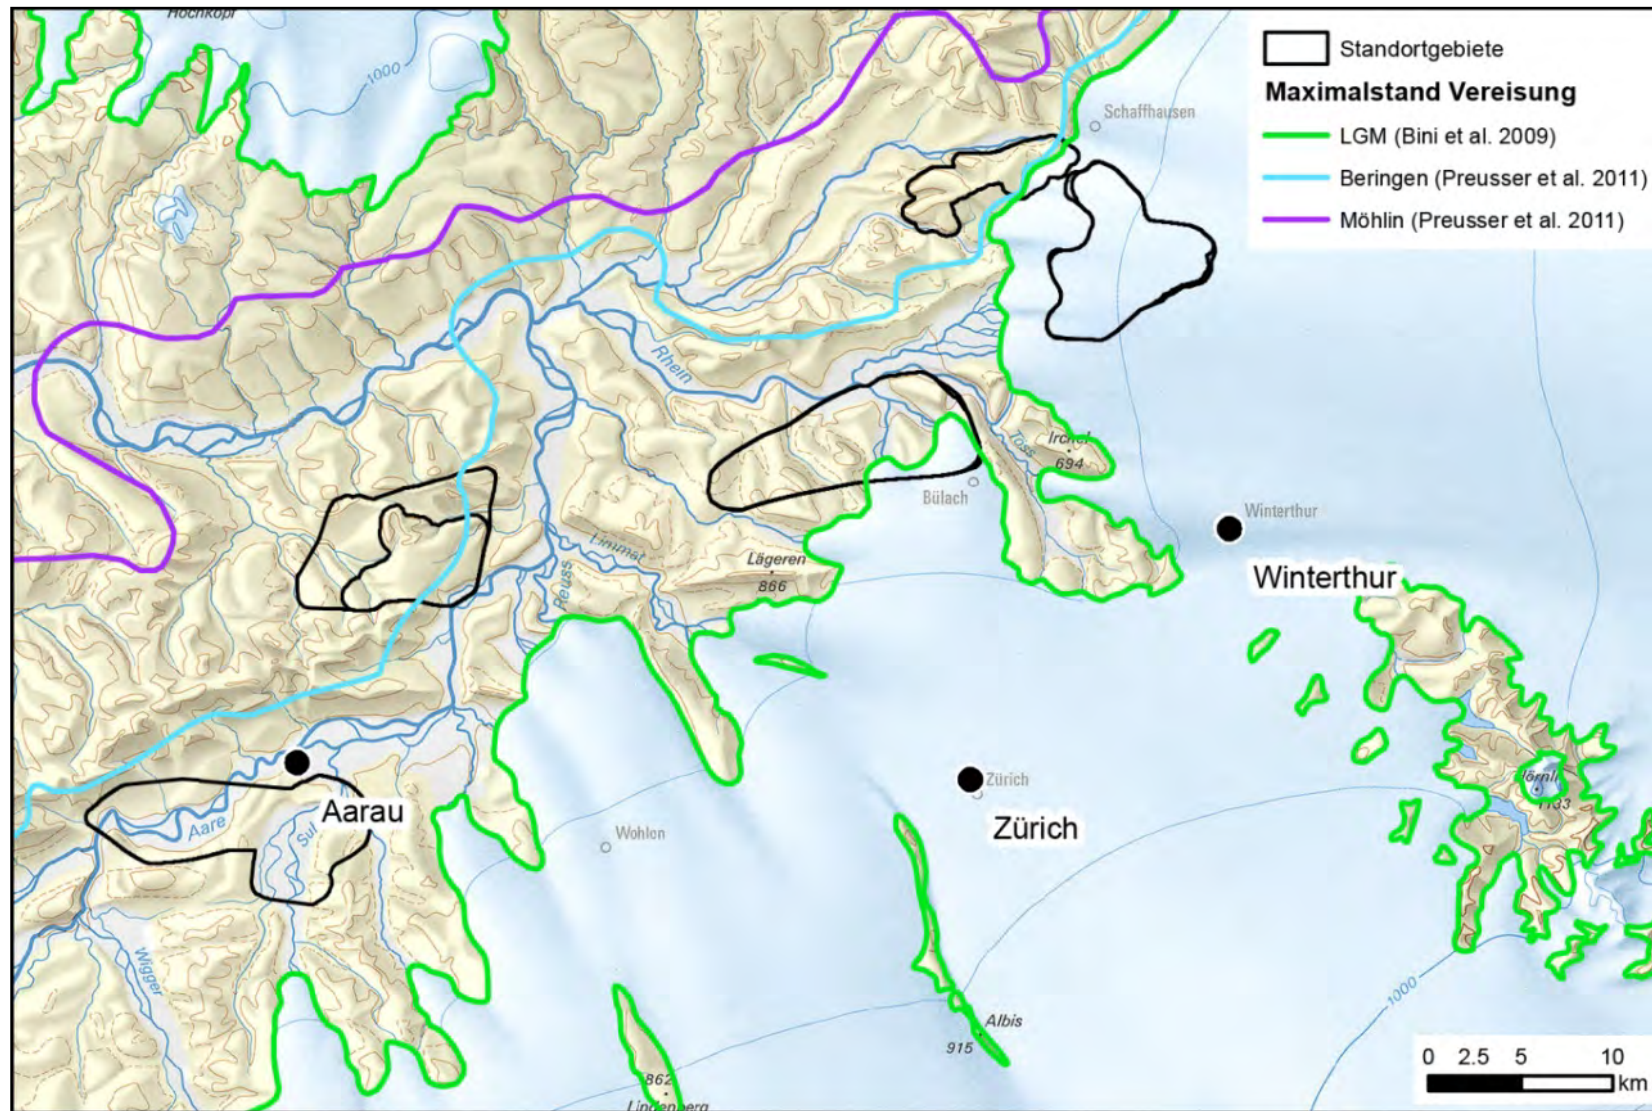 Hochkopf
1000
Schaffhausen
Standortgebiete
Maximalstand Vereisung
LGM (Bini et al. 2009)
Beringen (Preusser et al. 2011)
Möhlin (Preusser et al. 2011)
Rhein
Töss
Irchel
694
Bülach
Winterthur
Winterthur
Limmat
Reuss
Lägeren
866
Aarau
Aare
Zürich
Zürich
Wohlen
1133
Wigger
1000
Albis
915
862
Lindenberg
0 2.5 5 10
km